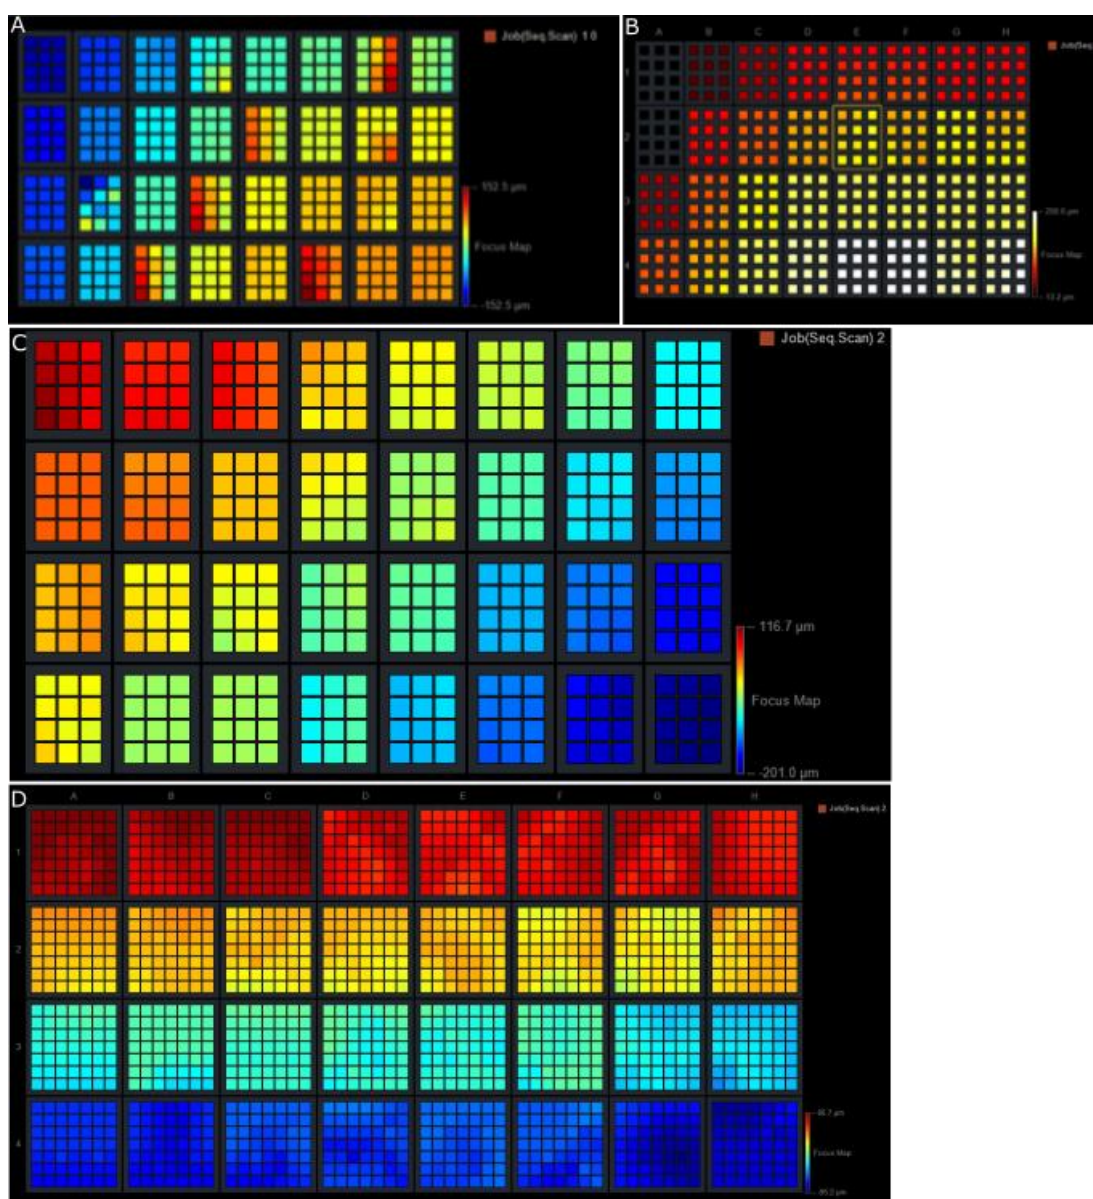 A
Job(Seq.Scan) 1 0
152.5 µm
Focus Map
-152.5 µm
B
A B C D E F G H
Job(Seq
1
2
3
4
Focus Map
C
Job(Seq.Scan) 2
116.7 µm
Focus Map
-201.0 µm
D
A B C D E F G H
Job(Seq.Scan) 2
1
2
3
4
Focus Map